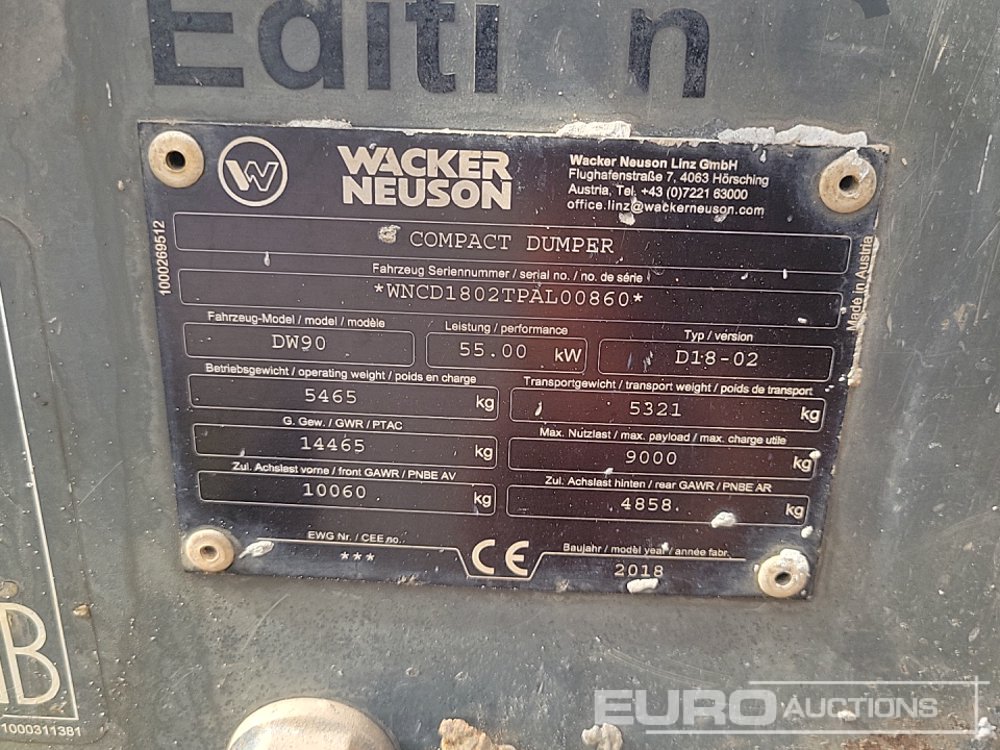 Edition
W
WACKER
NEUSON
Wacker Neuson Linz GmbH
Flughafenstraße 7, 4063 Hörsching
Austria, Tel. +43 (0)7221 63000
office.linz@wackerneuson.com
1000269512
COMPACT DUMPER
Fahrzeug Seriennummer / serial no. / no. de série
*WNCD1802TPAL00860*
Made in Austria
Fahrzeug-Model / model / modèle
DW90
Leistung / performance
55.00 kW
Typ / version
D18-02
Betriebsgewicht / operating weight / poids en charge
5465 kg
Transportgewicht / transport weight / poids de transport
5321 kg
G. Gew. / GWR / PTAC
14465 kg
Max. Nutzlast / max. payload / max. charge utile
9000 kg
Zul. Achslast vorne / front GAWR / PNBE AV
10060 kg
Zul. Achslast hinten / rear GAWR / PNBE AR
4858 kg
EWG Nr. / CEE no.
***
CE
Baujahr / model year / année fabr.
2018
B
1000311381
EURO AUCTIONS